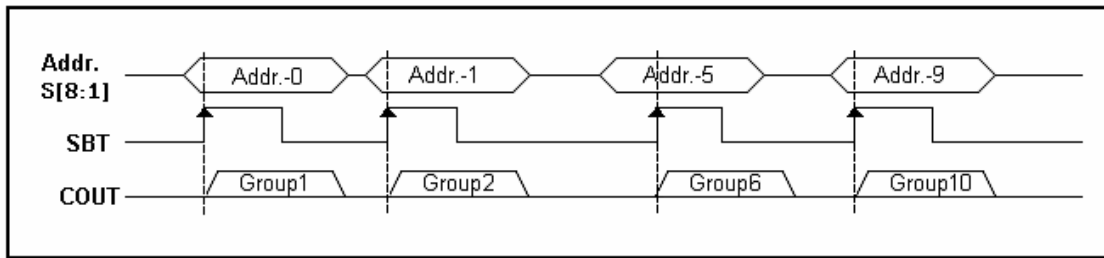 Addr.
S[8:1]
Addr.-0
Addr.-1
Addr.-5
Addr.-9
SBT
COUT
Group1
Group2
Group6
Group10